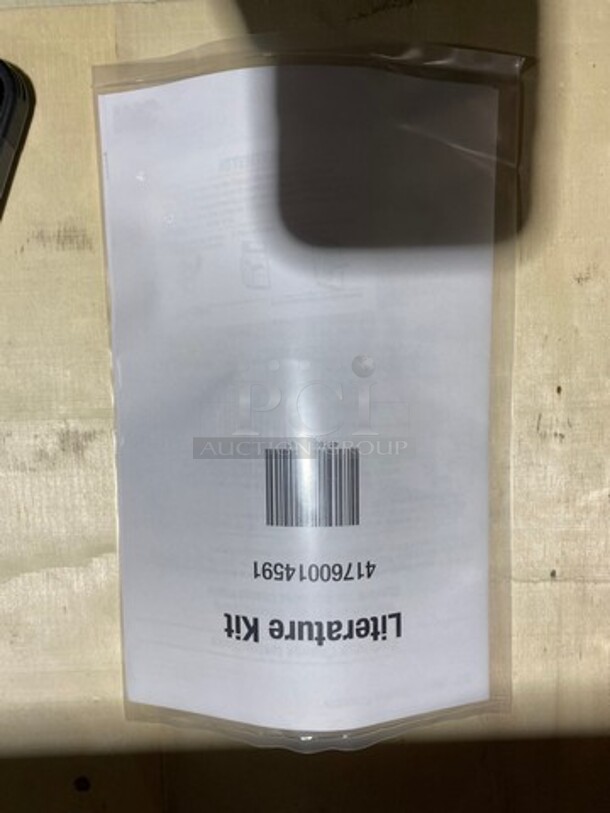 Literature Kit
41760014591
PCi
AUCTION GROUP